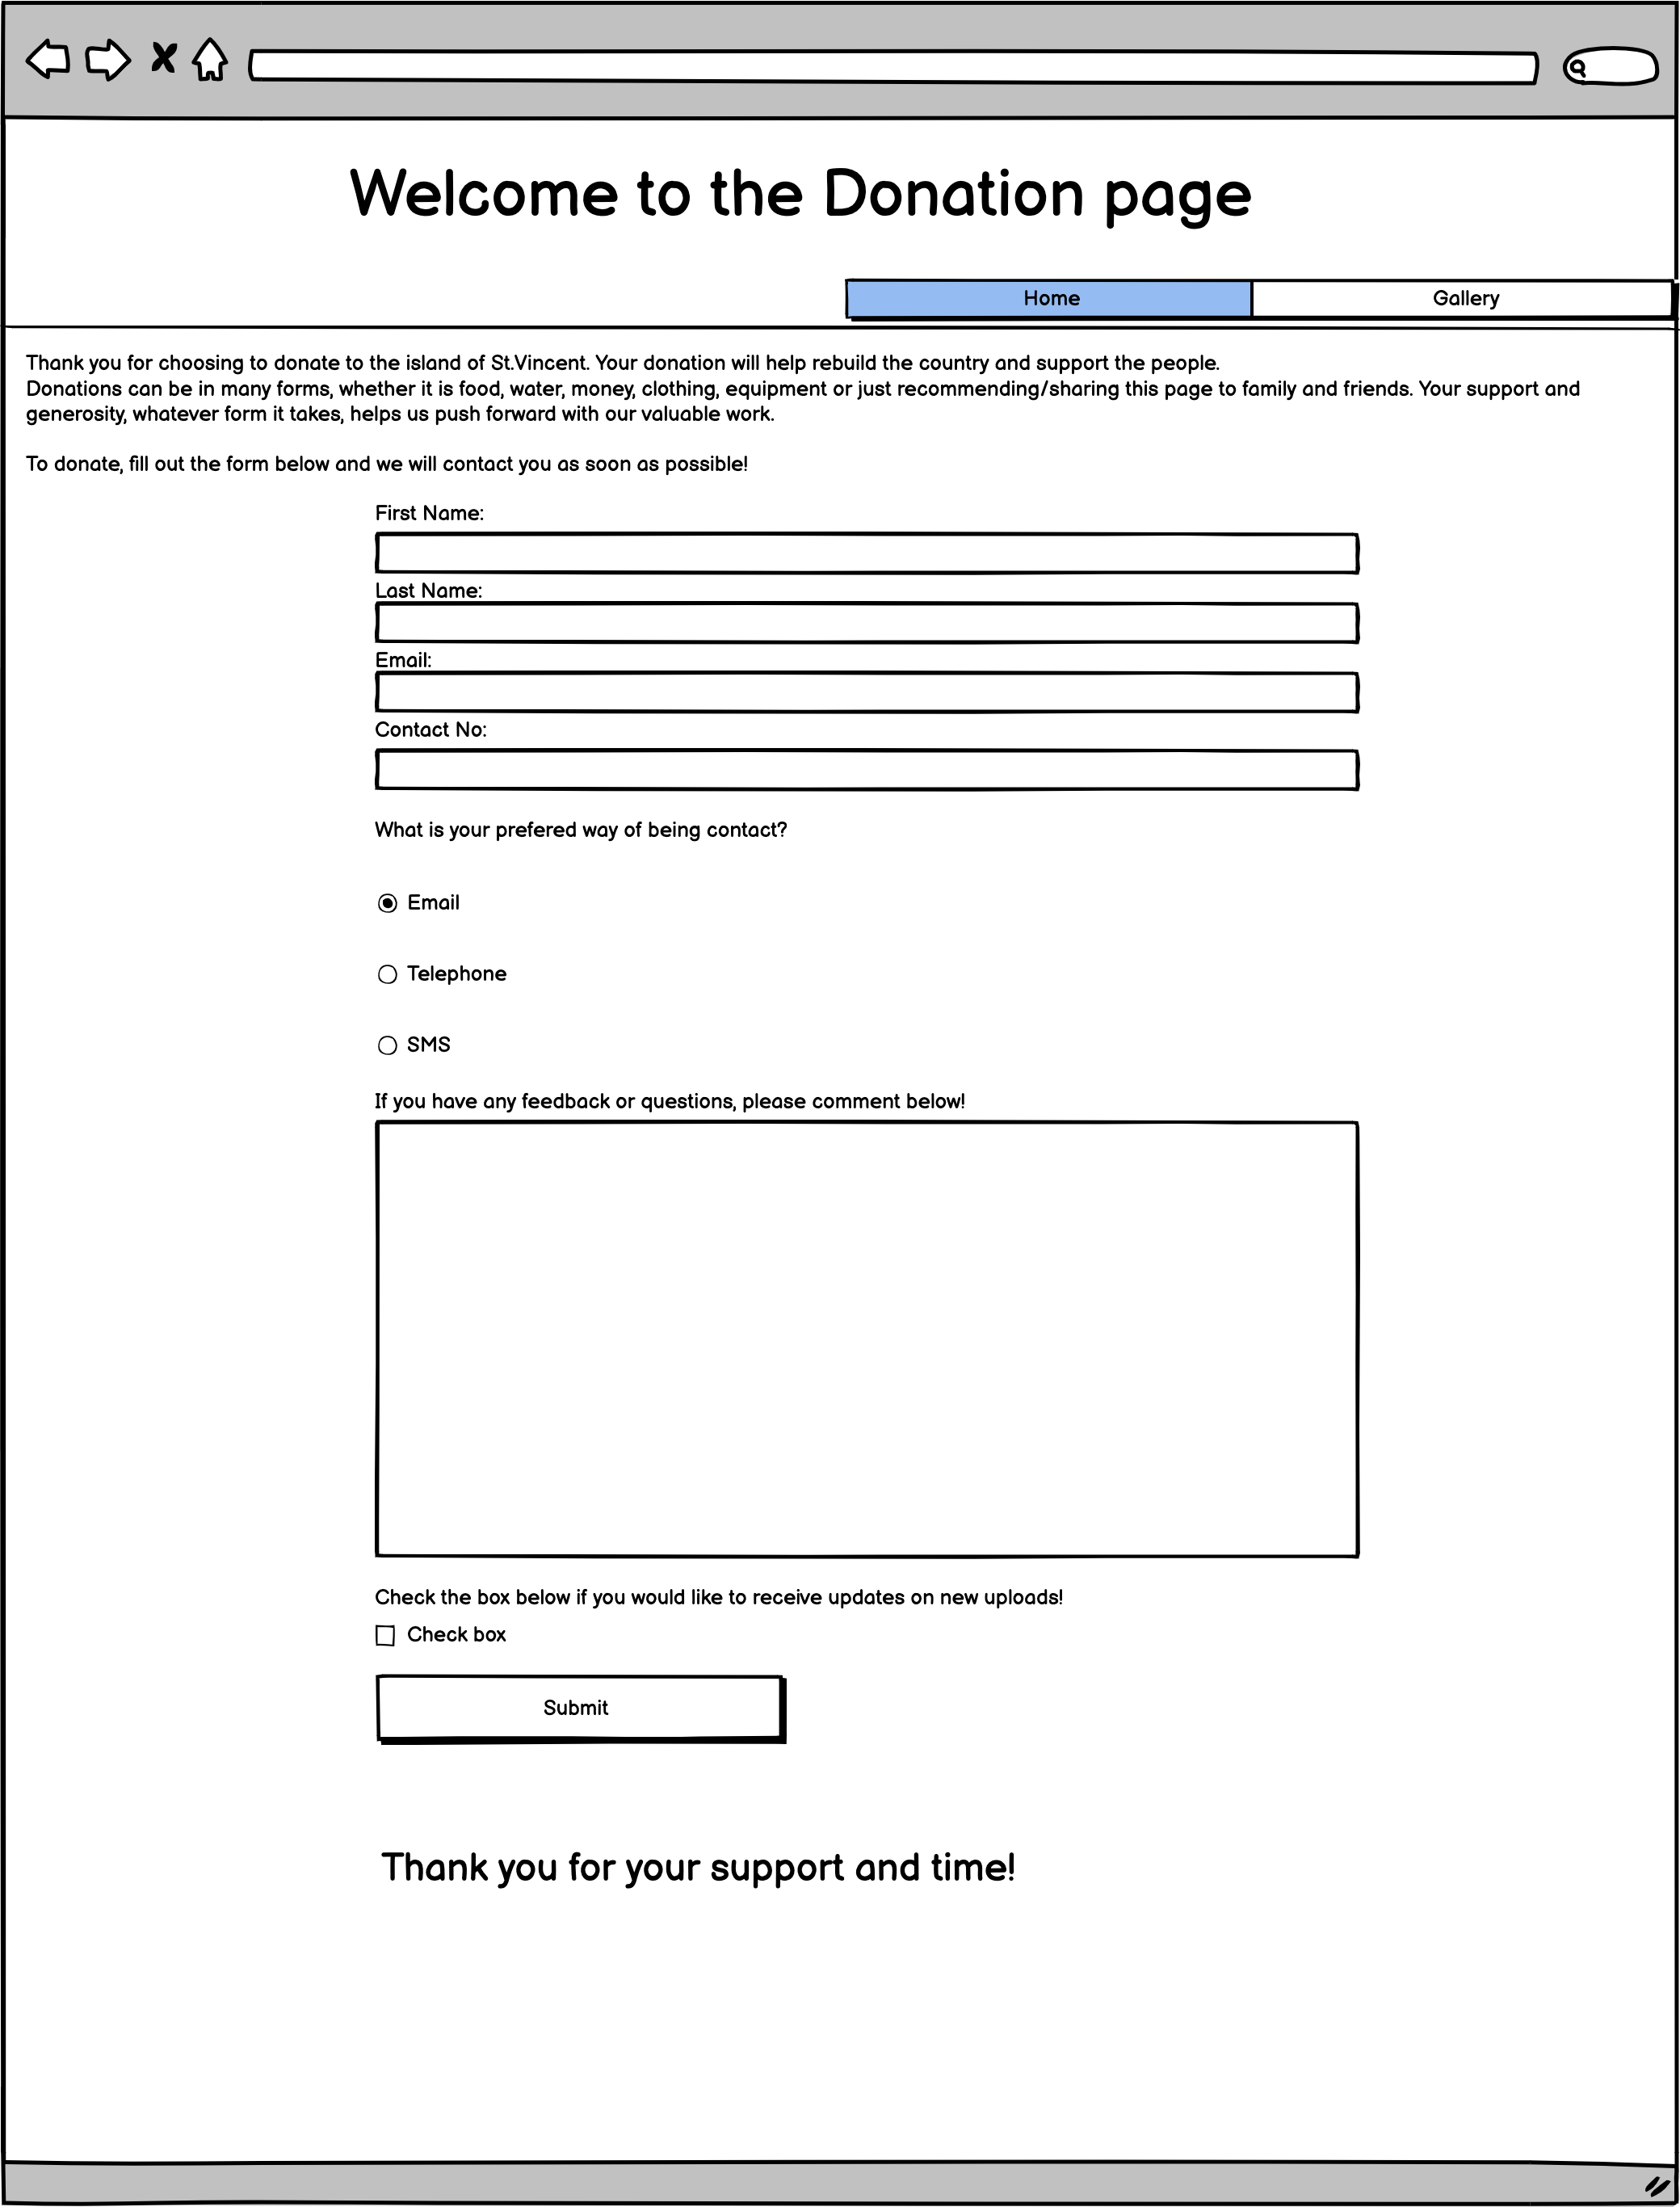 Welcome to the Donation page
Home
Gallery
Thank you for choosing to donate to the island of St.Vincent. Your donation will help rebuild the country and support the people.
Donations can be in many forms, whether it is food, water, money, clothing, equipment or just recommending/sharing this page to family and friends. Your support and
generosity, whatever form it takes, helps us push forward with our valuable work.
To donate, fill out the form below and we will contact you as soon as possible!
First Name:
Last Name:
Email:
Contact No:
What is your prefered way of being contact?
Email
Telephone
SMS
If you have any feedback or questions, please comment below!
Check the box below if you would like to receive updates on new uploads!
Check box
Submit
Thank you for your support and time!